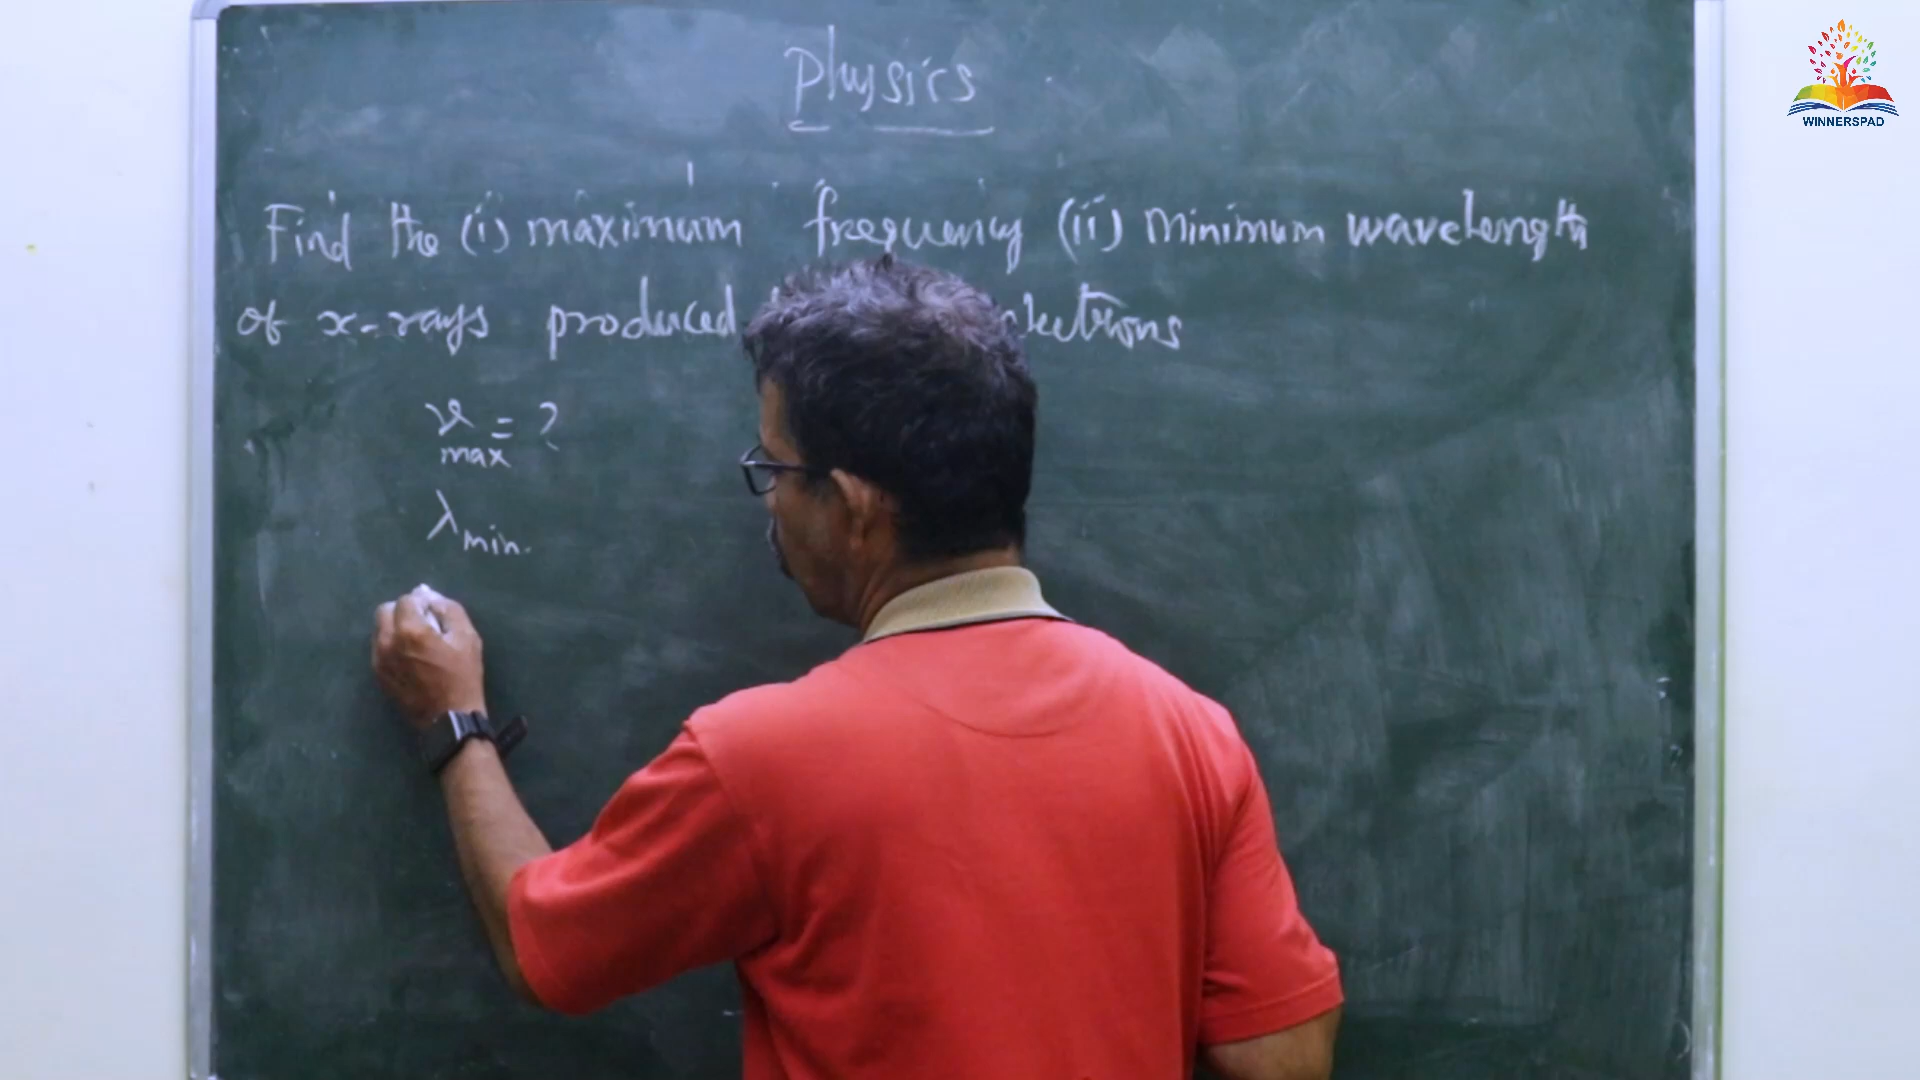 Physics
WINNERSPAD
Find the (i) maximum frequency (ii) Minimum wavelength
of x-rays produced
ν max = ?
λ min.